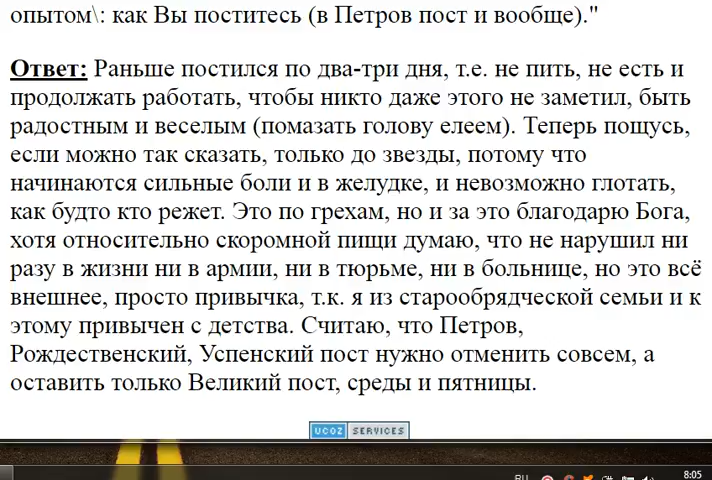 опытом\: как Вы поститесь (в Петров пост и вообще)."
Ответ: Раньше постился по два-три дня, т.е. не пить, не есть и
продолжать работать, чтобы никто даже этого не заметил, быть
радостным и веселым (помазать голову елеем). Теперь пощусь,
если можно так сказать, только до звезды, потому что
начинаются сильные боли и в желудке, и невозможно глотать,
как будто кто режет. Это по грехам, но и за это благодарю Бога,
хотя относительно скоромной пищи думаю, что не нарушил ни
разу в жизни ни в армии, ни в тюрьме, ни в больнице, но это всё
внешнее, просто привычка, т.к. я из старообрядческой семьи и к
этому привычен с детства. Считаю, что Петров,
Рождественский, Успенский пост нужно отменить совсем, а
оставить только Великий пост, среды и пятницы.
UCOZ SERVICES
RU 8:05